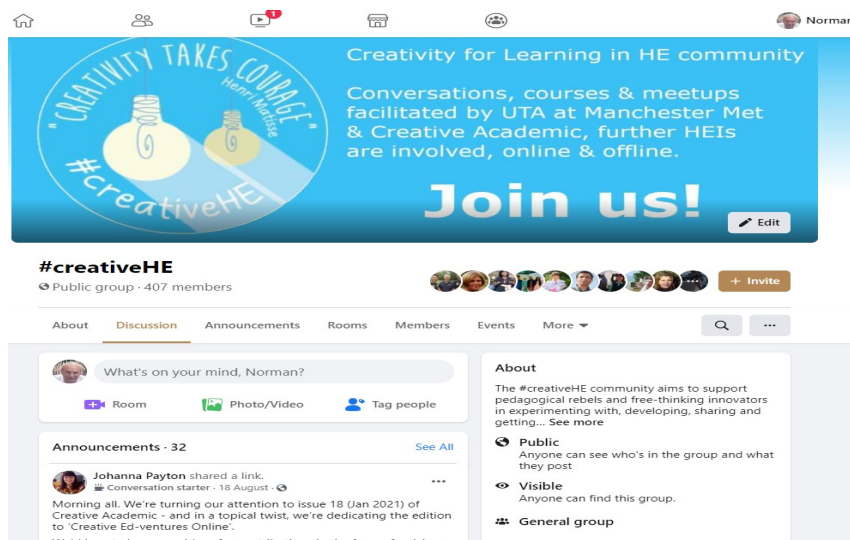 1
Norman
"CREATIVITY TAKES COURAGE"
Henri Matisse
#creativeHE
Creativity for Learning in HE community
Conversations, courses & meetups
facilitated by UTA at Manchester Met
& Creative Academic, further HEIs
are involved, online & offline.
Join us!
Edit
#creativeHE
Public group · 407 members
+ Invite
About Discussion Announcements Rooms Members Events More
What's on your mind, Norman?
Room Photo/Video Tag people
Announcements · 32 See All
Johanna Payton shared a link.
Conversation starter · 18 August ·
Morning all. We're turning our attention to issue 18 (Jan 2021) of
Creative Academic - and in a topical twist, we're dedicating the edition
to 'Creative Ed-ventures Online'.
About
The #creativeHE community aims to support
pedagogical rebels and free-thinking innovators
in experimenting with, developing, sharing and
getting... See more
Public
Anyone can see who's in the group and what
they post
Visible
Anyone can find this group.
General group